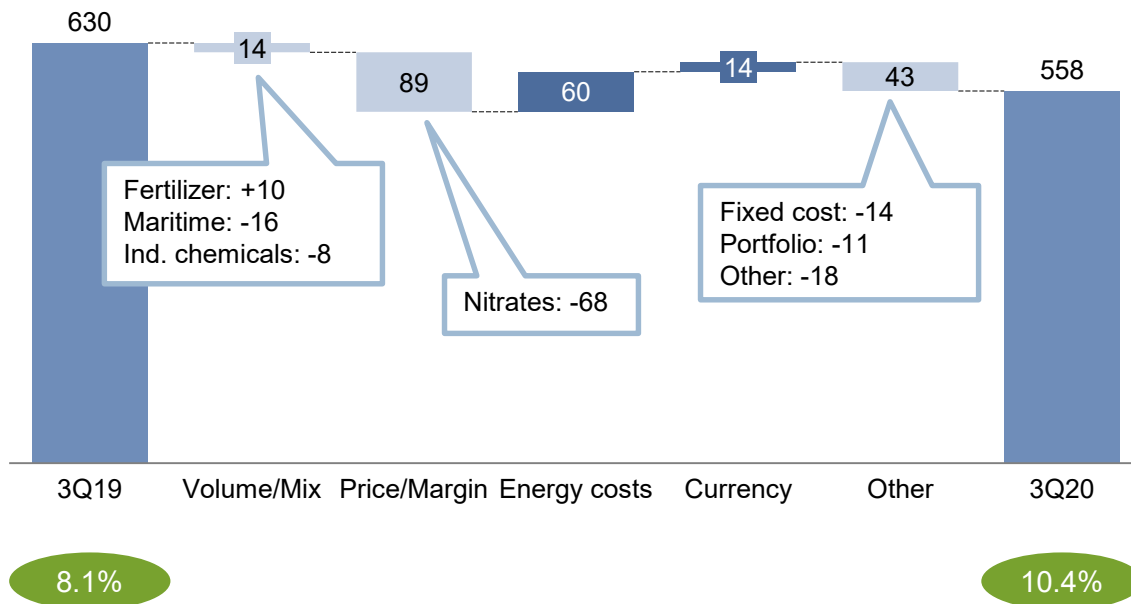 630
14
89
60
14
43
558
Fertilizer: +10
Maritime: -16
Ind. chemicals: -8
Nitrates: -68
Fixed cost: -14
Portfolio: -11
Other: -18
3Q19
Volume/Mix
Price/Margin
Energy costs
Currency
Other
3Q20
8.1%
10.4%